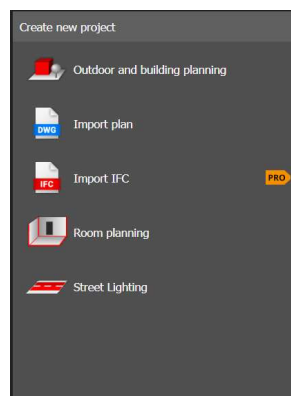 Create new project
Outdoor and building planning
DWG
Import plan
IFC
Import IFC
PRO
Room planning
Street Lighting